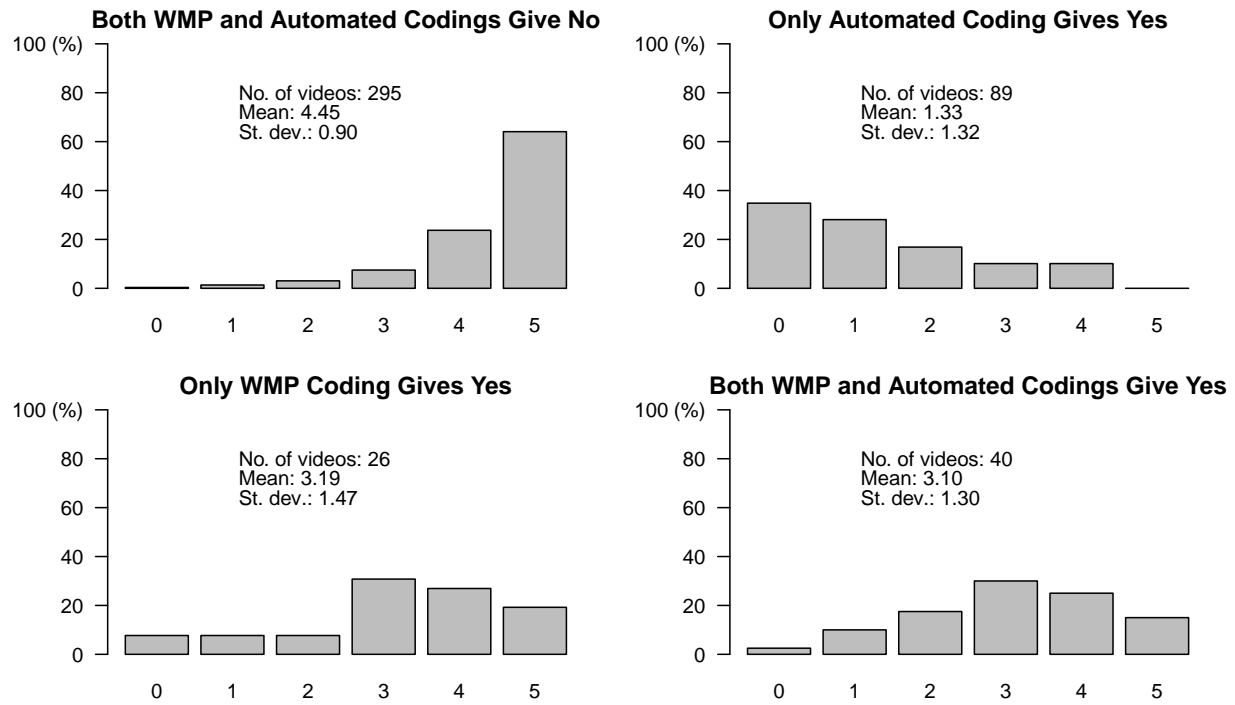 Both WMP and Automated Codings Give No
100 (%)
80
60
40
20
0
No. of videos: 295
Mean: 4.45
St. dev.: 0.90
0 1 2 3 4 5
Only Automated Coding Gives Yes
100 (%)
80
60
40
20
0
No. of videos: 89
Mean: 1.33
St. dev.: 1.32
0 1 2 3 4 5
Only WMP Coding Gives Yes
100 (%)
80
60
40
20
0
No. of videos: 26
Mean: 3.19
St. dev.: 1.47
0 1 2 3 4 5
Both WMP and Automated Codings Give Yes
100 (%)
80
60
40
20
0
No. of videos: 40
Mean: 3.10
St. dev.: 1.30
0 1 2 3 4 5